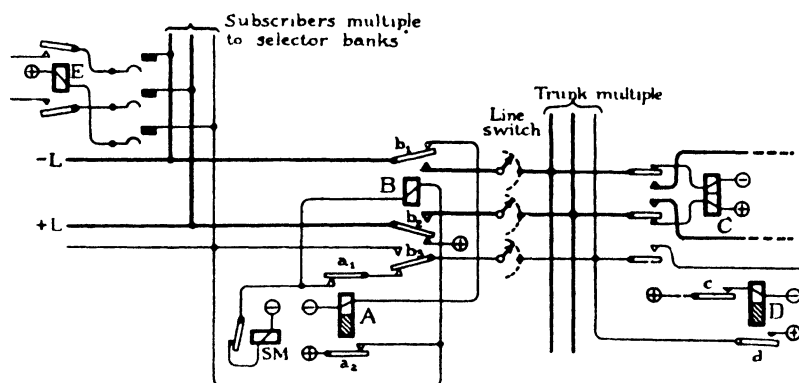 Subscribers multiple
to selector banks
E
Trunk multiple
Line
switch
b₁
-L
B
C
b₂
+L
b₃
a₁
c
A
D
SM
a₂
d